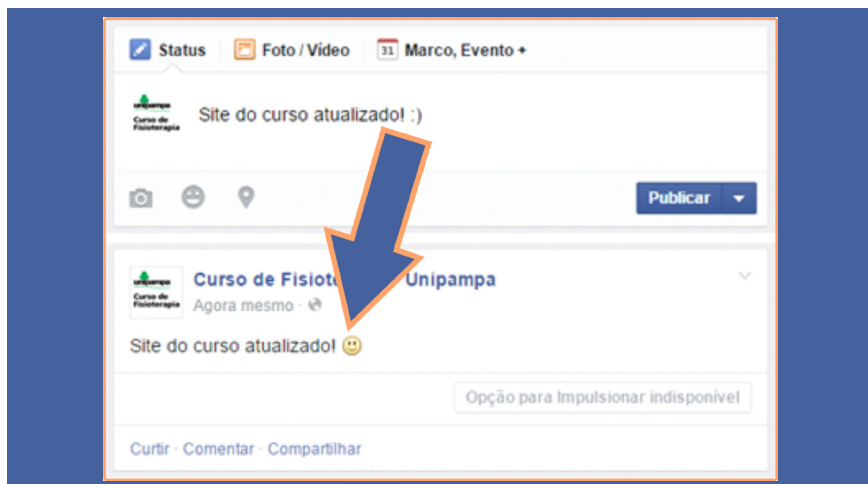 Status Foto / Vídeo 31 Marco, Evento +
unipampa
Curso de
Fisioterapia
Site do curso atualizado! :)
Publicar
unipampa
Curso de
Fisioterapia
Curso de Fisiote Unipampa
Agora mesmo ·
Site do curso atualizado!
Opção para Impulsionar indisponível
Curtir · Comentar · Compartilhar